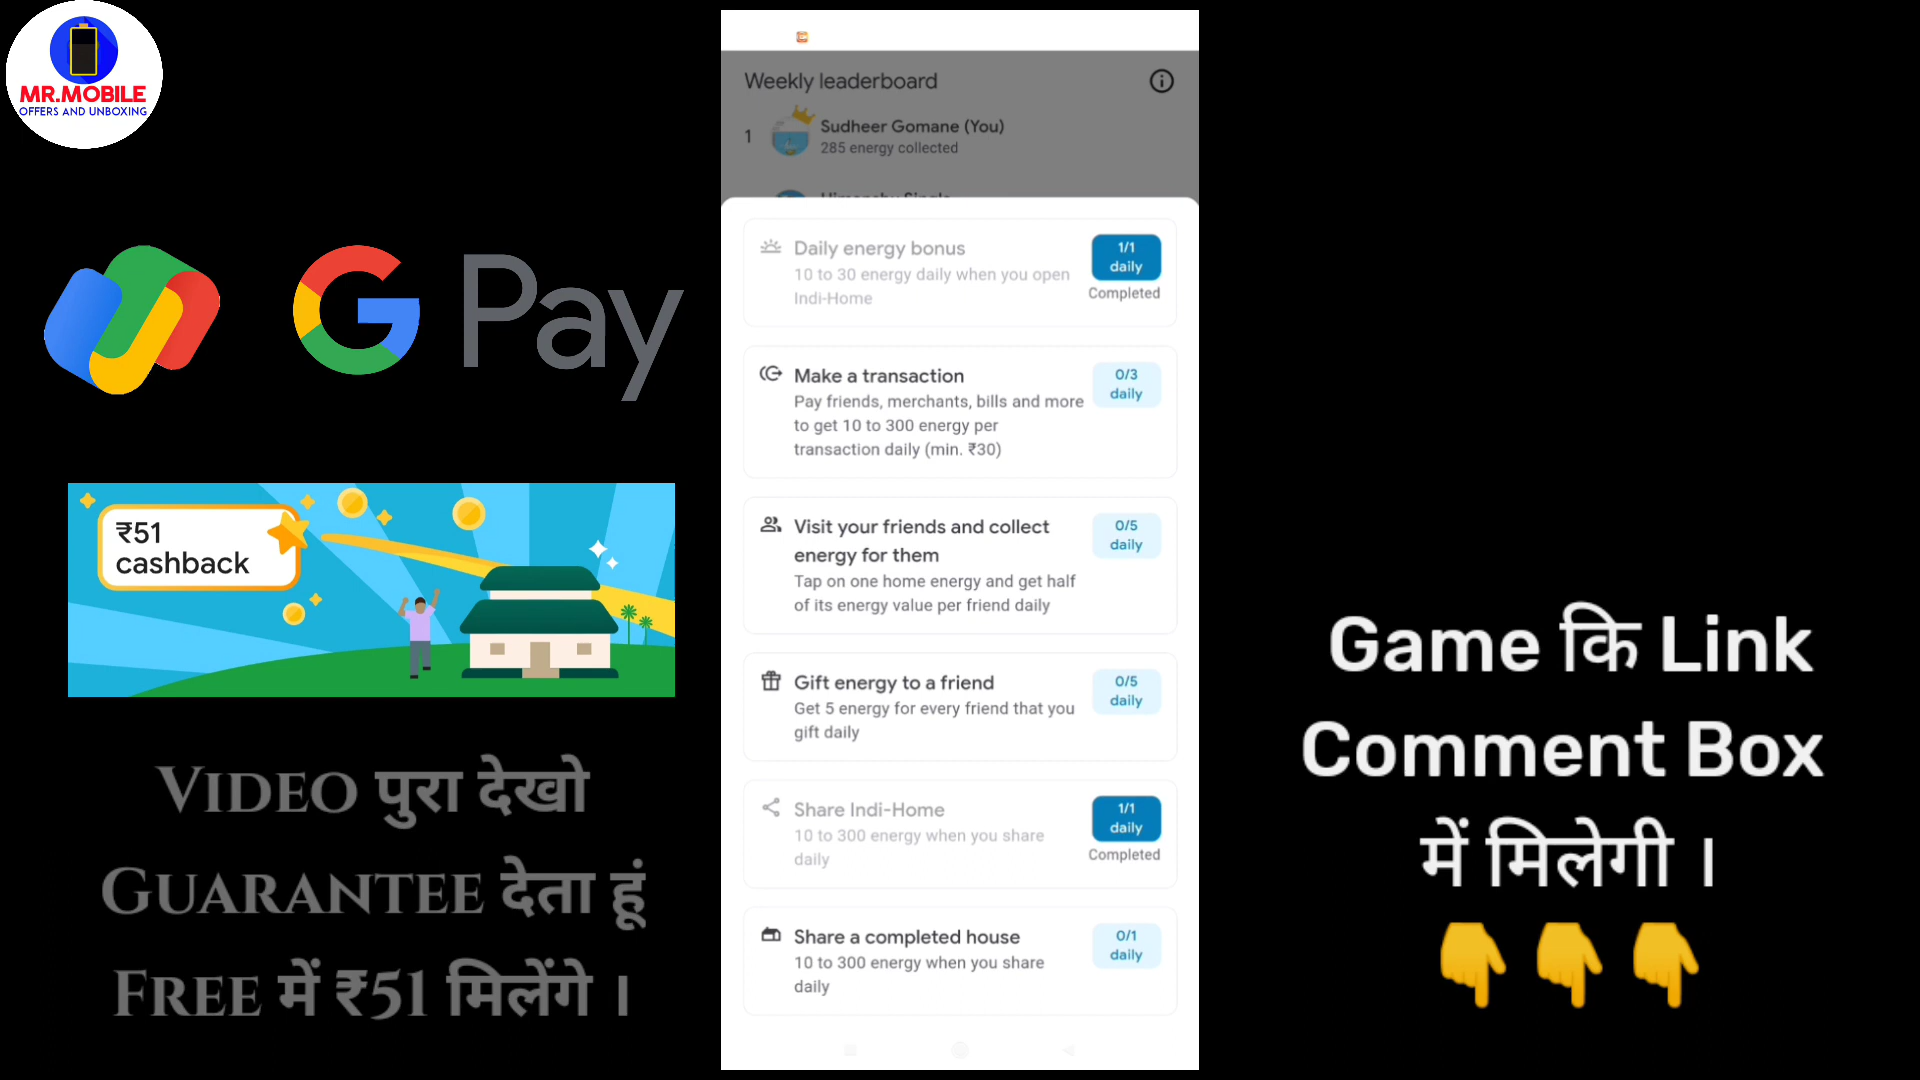 MR.MOBILE
OFFERS AND UNBOXING
G Pay
₹51
cashback
VIDEO पुरा देखो
GUARANTEE देता हूं
FREE में ₹51 मिलेंगे ।
Weekly leaderboard
1
Sudheer Gomane (You)
285 energy collected
Daily energy bonus
10 to 30 energy daily when you open
Indi-Home
1/1
daily
Completed
Make a transaction
Pay friends, merchants, bills and more
to get 10 to 300 energy per
transaction daily (min. ₹30)
0/3
daily
Visit your friends and collect
energy for them
Tap on one home energy and get half
of its energy value per friend daily
0/5
daily
Gift energy to a friend
Get 5 energy for every friend that you
gift daily
0/5
daily
Share Indi-Home
10 to 300 energy when you share
daily
1/1
daily
Completed
Share a completed house
10 to 300 energy when you share
daily
0/1
daily
Game कि Link
Comment Box
में मिलेगी ।